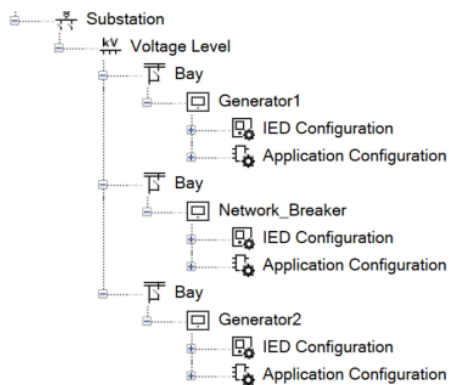 Substation
kV Voltage Level
Bay
Generator1
IED Configuration
Application Configuration
Bay
Network_Breaker
IED Configuration
Application Configuration
Bay
Generator2
IED Configuration
Application Configuration